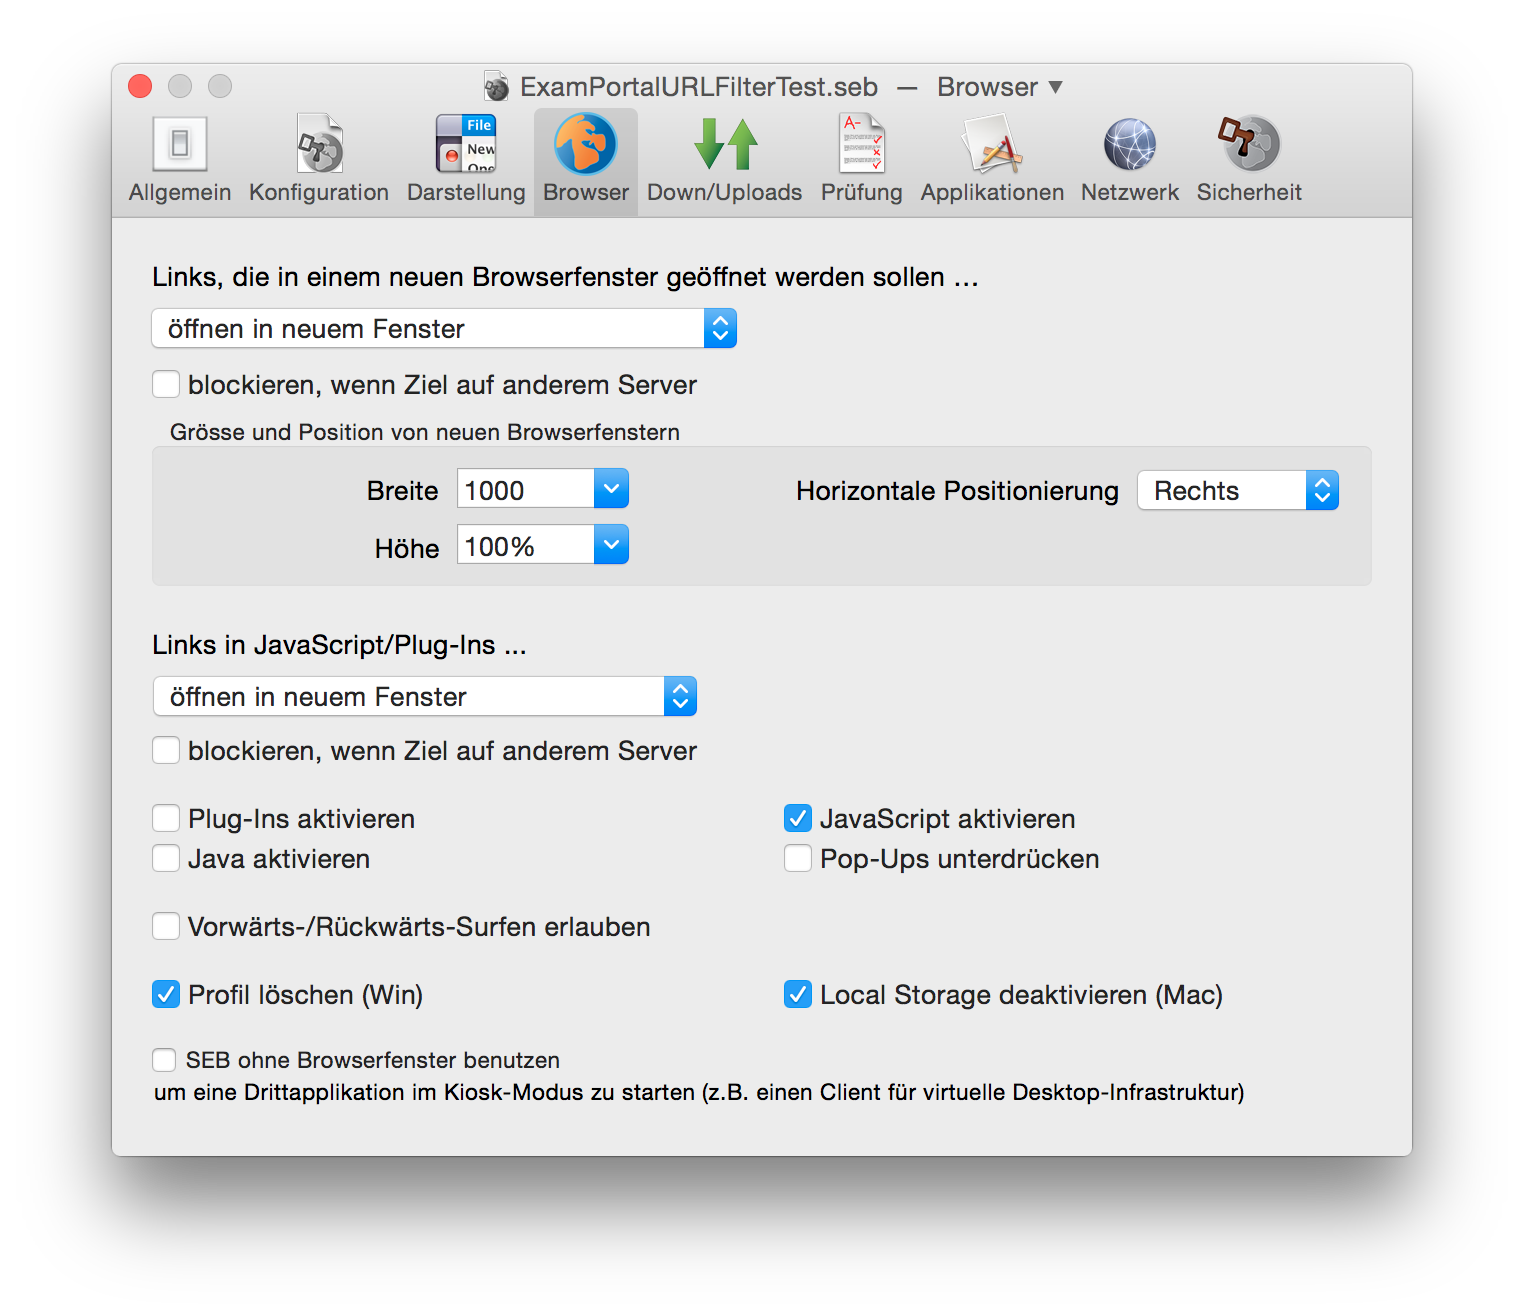 ExamPortalURLFilterTest.seb — Browser
File
New
Ope
A-
Allgemein Konfiguration Darstellung Browser Down/Uploads Prüfung Applikationen Netzwerk Sicherheit
Links, die in einem neuen Browserfenster geöffnet werden sollen ...
öffnen in neuem Fenster
blockieren, wenn Ziel auf anderem Server
Grösse und Position von neuen Browserfenstern
Breite 1000 Horizontale Positionierung Rechts
Höhe 100%
Links in JavaScript/Plug-Ins ...
öffnen in neuem Fenster
blockieren, wenn Ziel auf anderem Server
Plug-Ins aktivieren JavaScript aktivieren
Java aktivieren Pop-Ups unterdrücken
Vorwärts-/Rückwärts-Surfen erlauben
Profil löschen (Win) Local Storage deaktivieren (Mac)
SEB ohne Browserfenster benutzen
um eine Drittapplikation im Kiosk-Modus zu starten (z.B. einen Client für virtuelle Desktop-Infrastruktur)